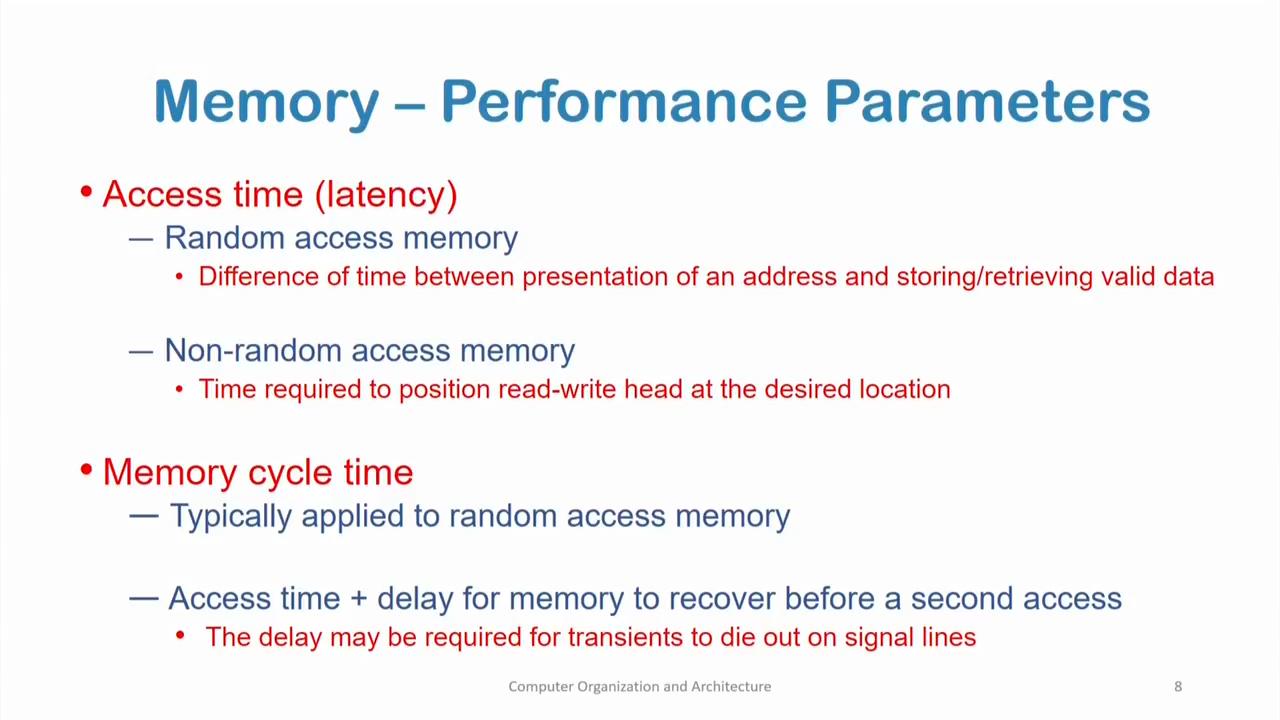 Memory – Performance Parameters
• Access time (latency)
— Random access memory
• Difference of time between presentation of an address and storing/retrieving valid data
— Non-random access memory
• Time required to position read-write head at the desired location
• Memory cycle time
— Typically applied to random access memory
— Access time + delay for memory to recover before a second access
• The delay may be required for transients to die out on signal lines
Computer Organization and Architecture
8